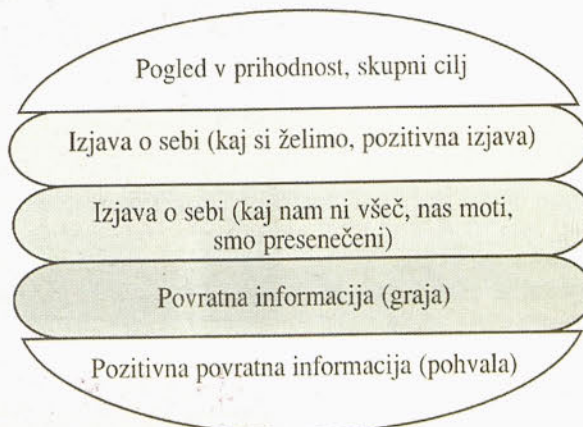 Pogled v prihodnost, skupni cilj
Izjava o sebi (kaj si želimo, pozitivna izjava)
Izjava o sebi (kaj nam ni všeč, nas moti,
smo presenečeni)
Povratna informacija (graja)
Pozitivna povratna informacija (pohvala)